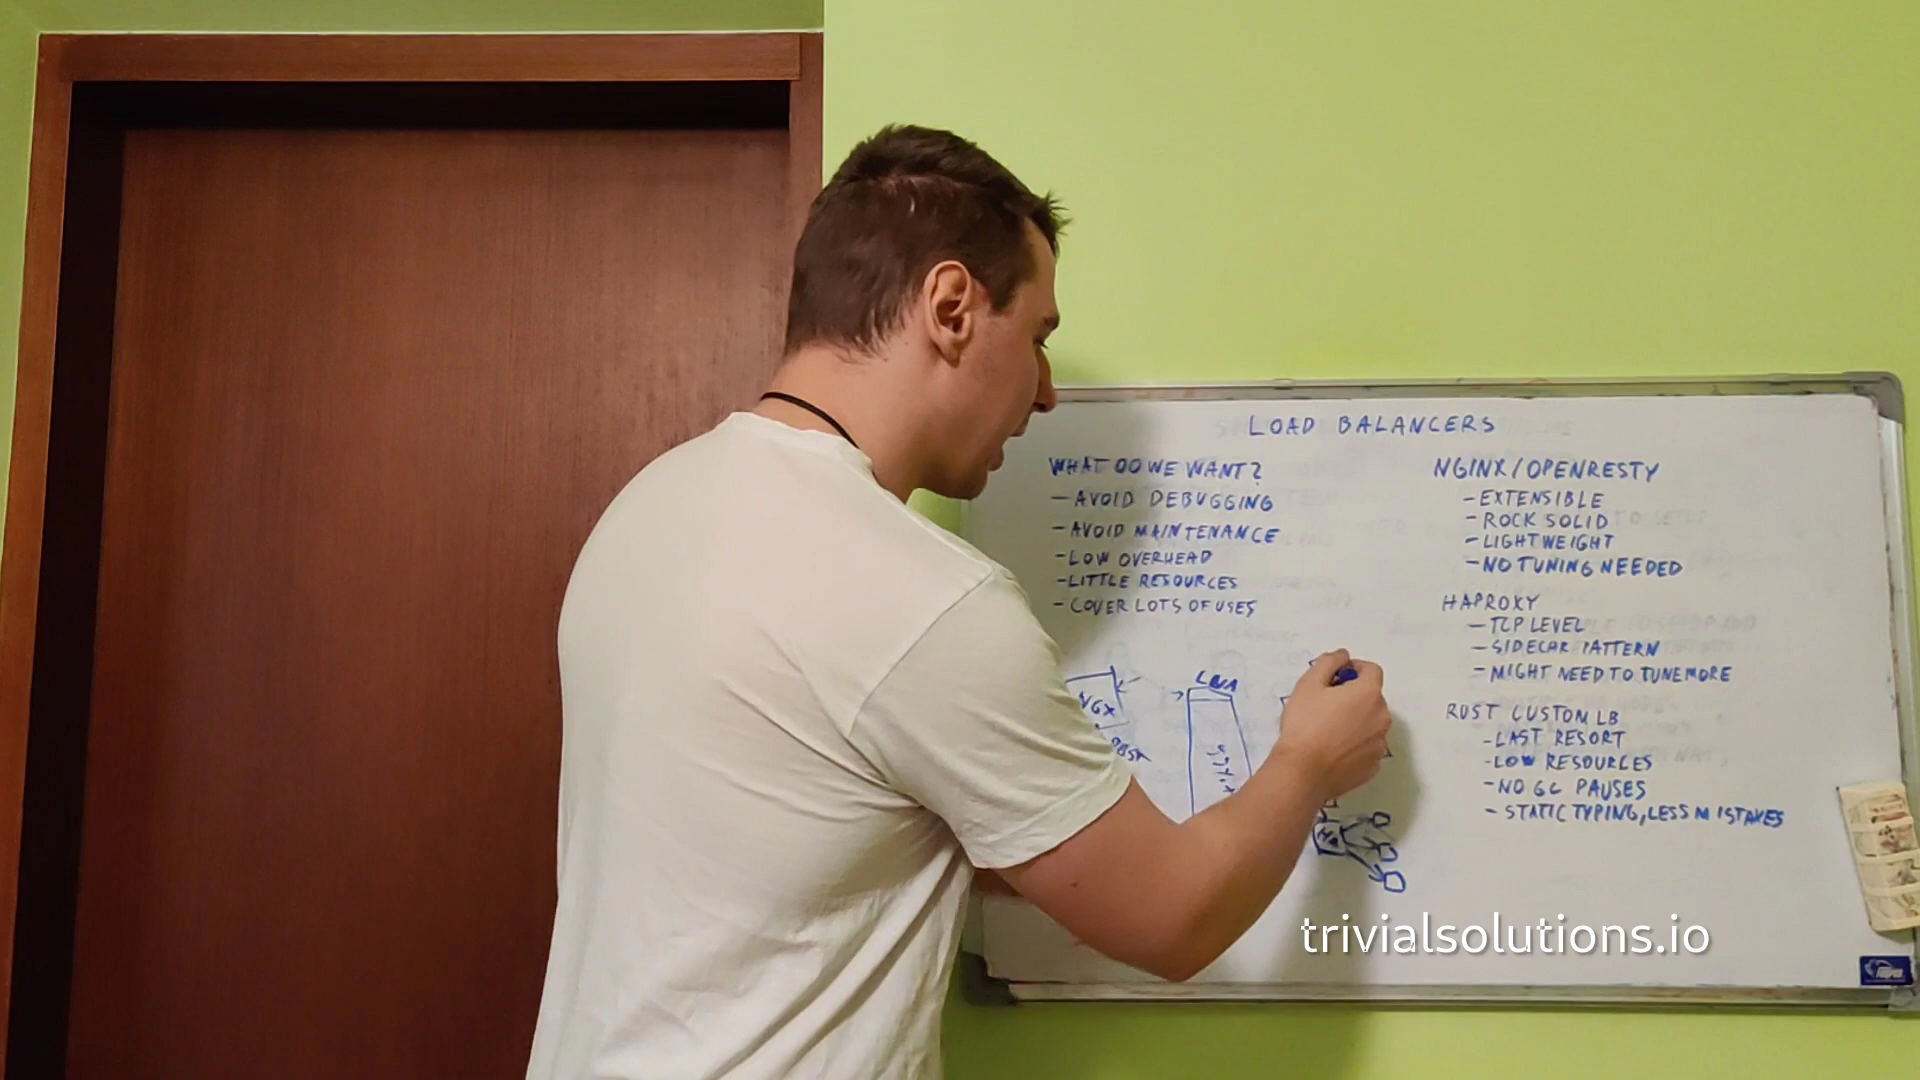 LOAD BALANCERS
WHAT DO WE WANT?
- AVOID DEBUGGING
- AVOID MAINTENANCE
- LOW OVERHEAD
- LITTLE RESOURCES
- COVER LOTS OF USES
NGX
NGINX/OPENRESTY
- EXTENSIBLE
- ROCK SOLID
- LIGHTWEIGHT
- NO TUNING NEEDED
HAPROXY
- TCP LEVEL
- SIDECAR PATTERN
- MIGHT NEED TO TUNE MORE
RUST CUSTOM LB
- LAST RESORT
- LOW RESOURCES
- NO GC PAUSES
- STATIC TYPING, LESS MISTAKES
trivialsolutions.io